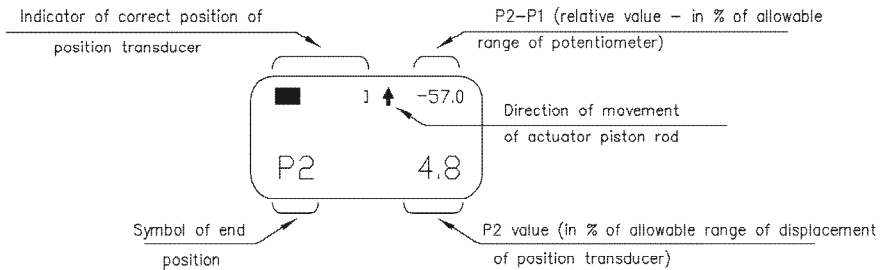 Indicator of correct position of
position transducer
P2-P1 (relative value - in % of allowable
range of potentiometer)
] -57.0
Direction of movement
of actuator piston rod
P2 4.8
Symbol of end
position
P2 value (in % of allowable range of displacement
of position transducer)